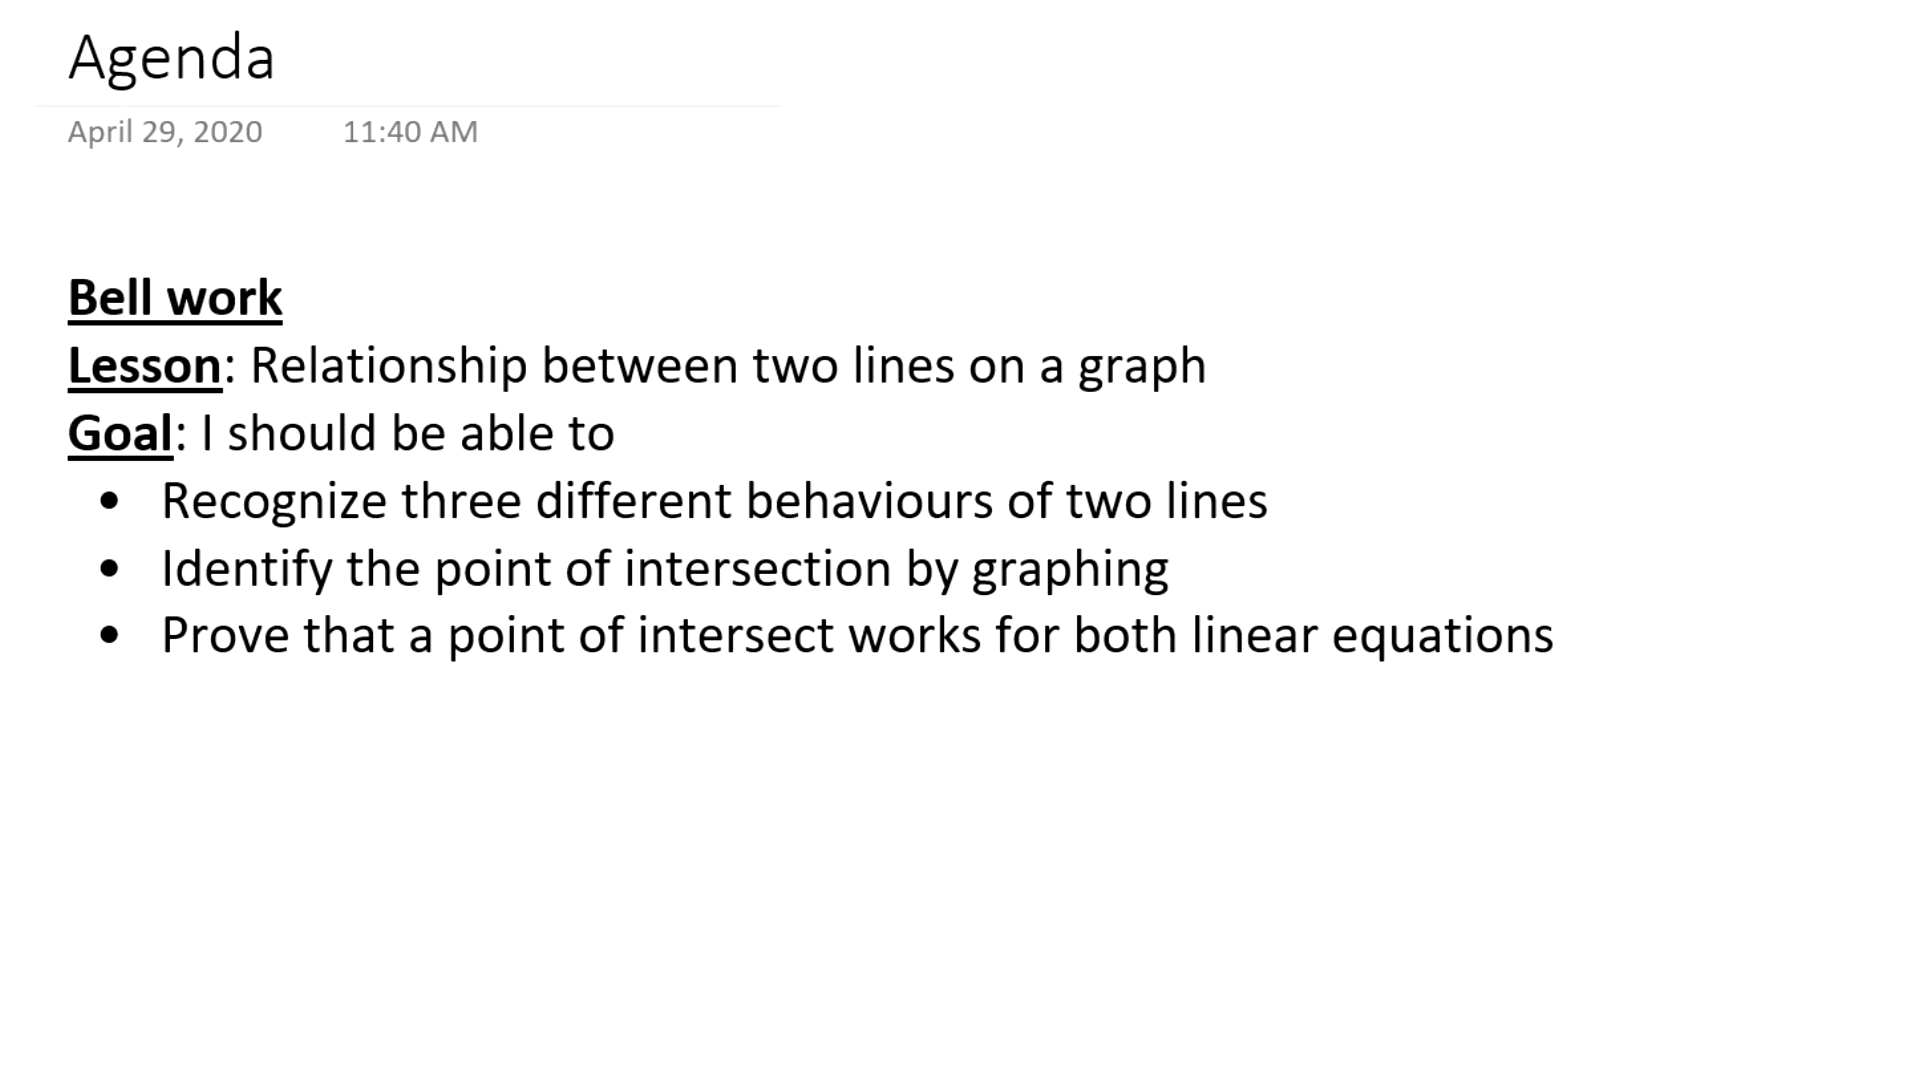 Agenda
April 29, 2020 11:40 AM
Bell work
Lesson: Relationship between two lines on a graph
Goal: I should be able to
• Recognize three different behaviours of two lines
• Identify the point of intersection by graphing
• Prove that a point of intersect works for both linear equations